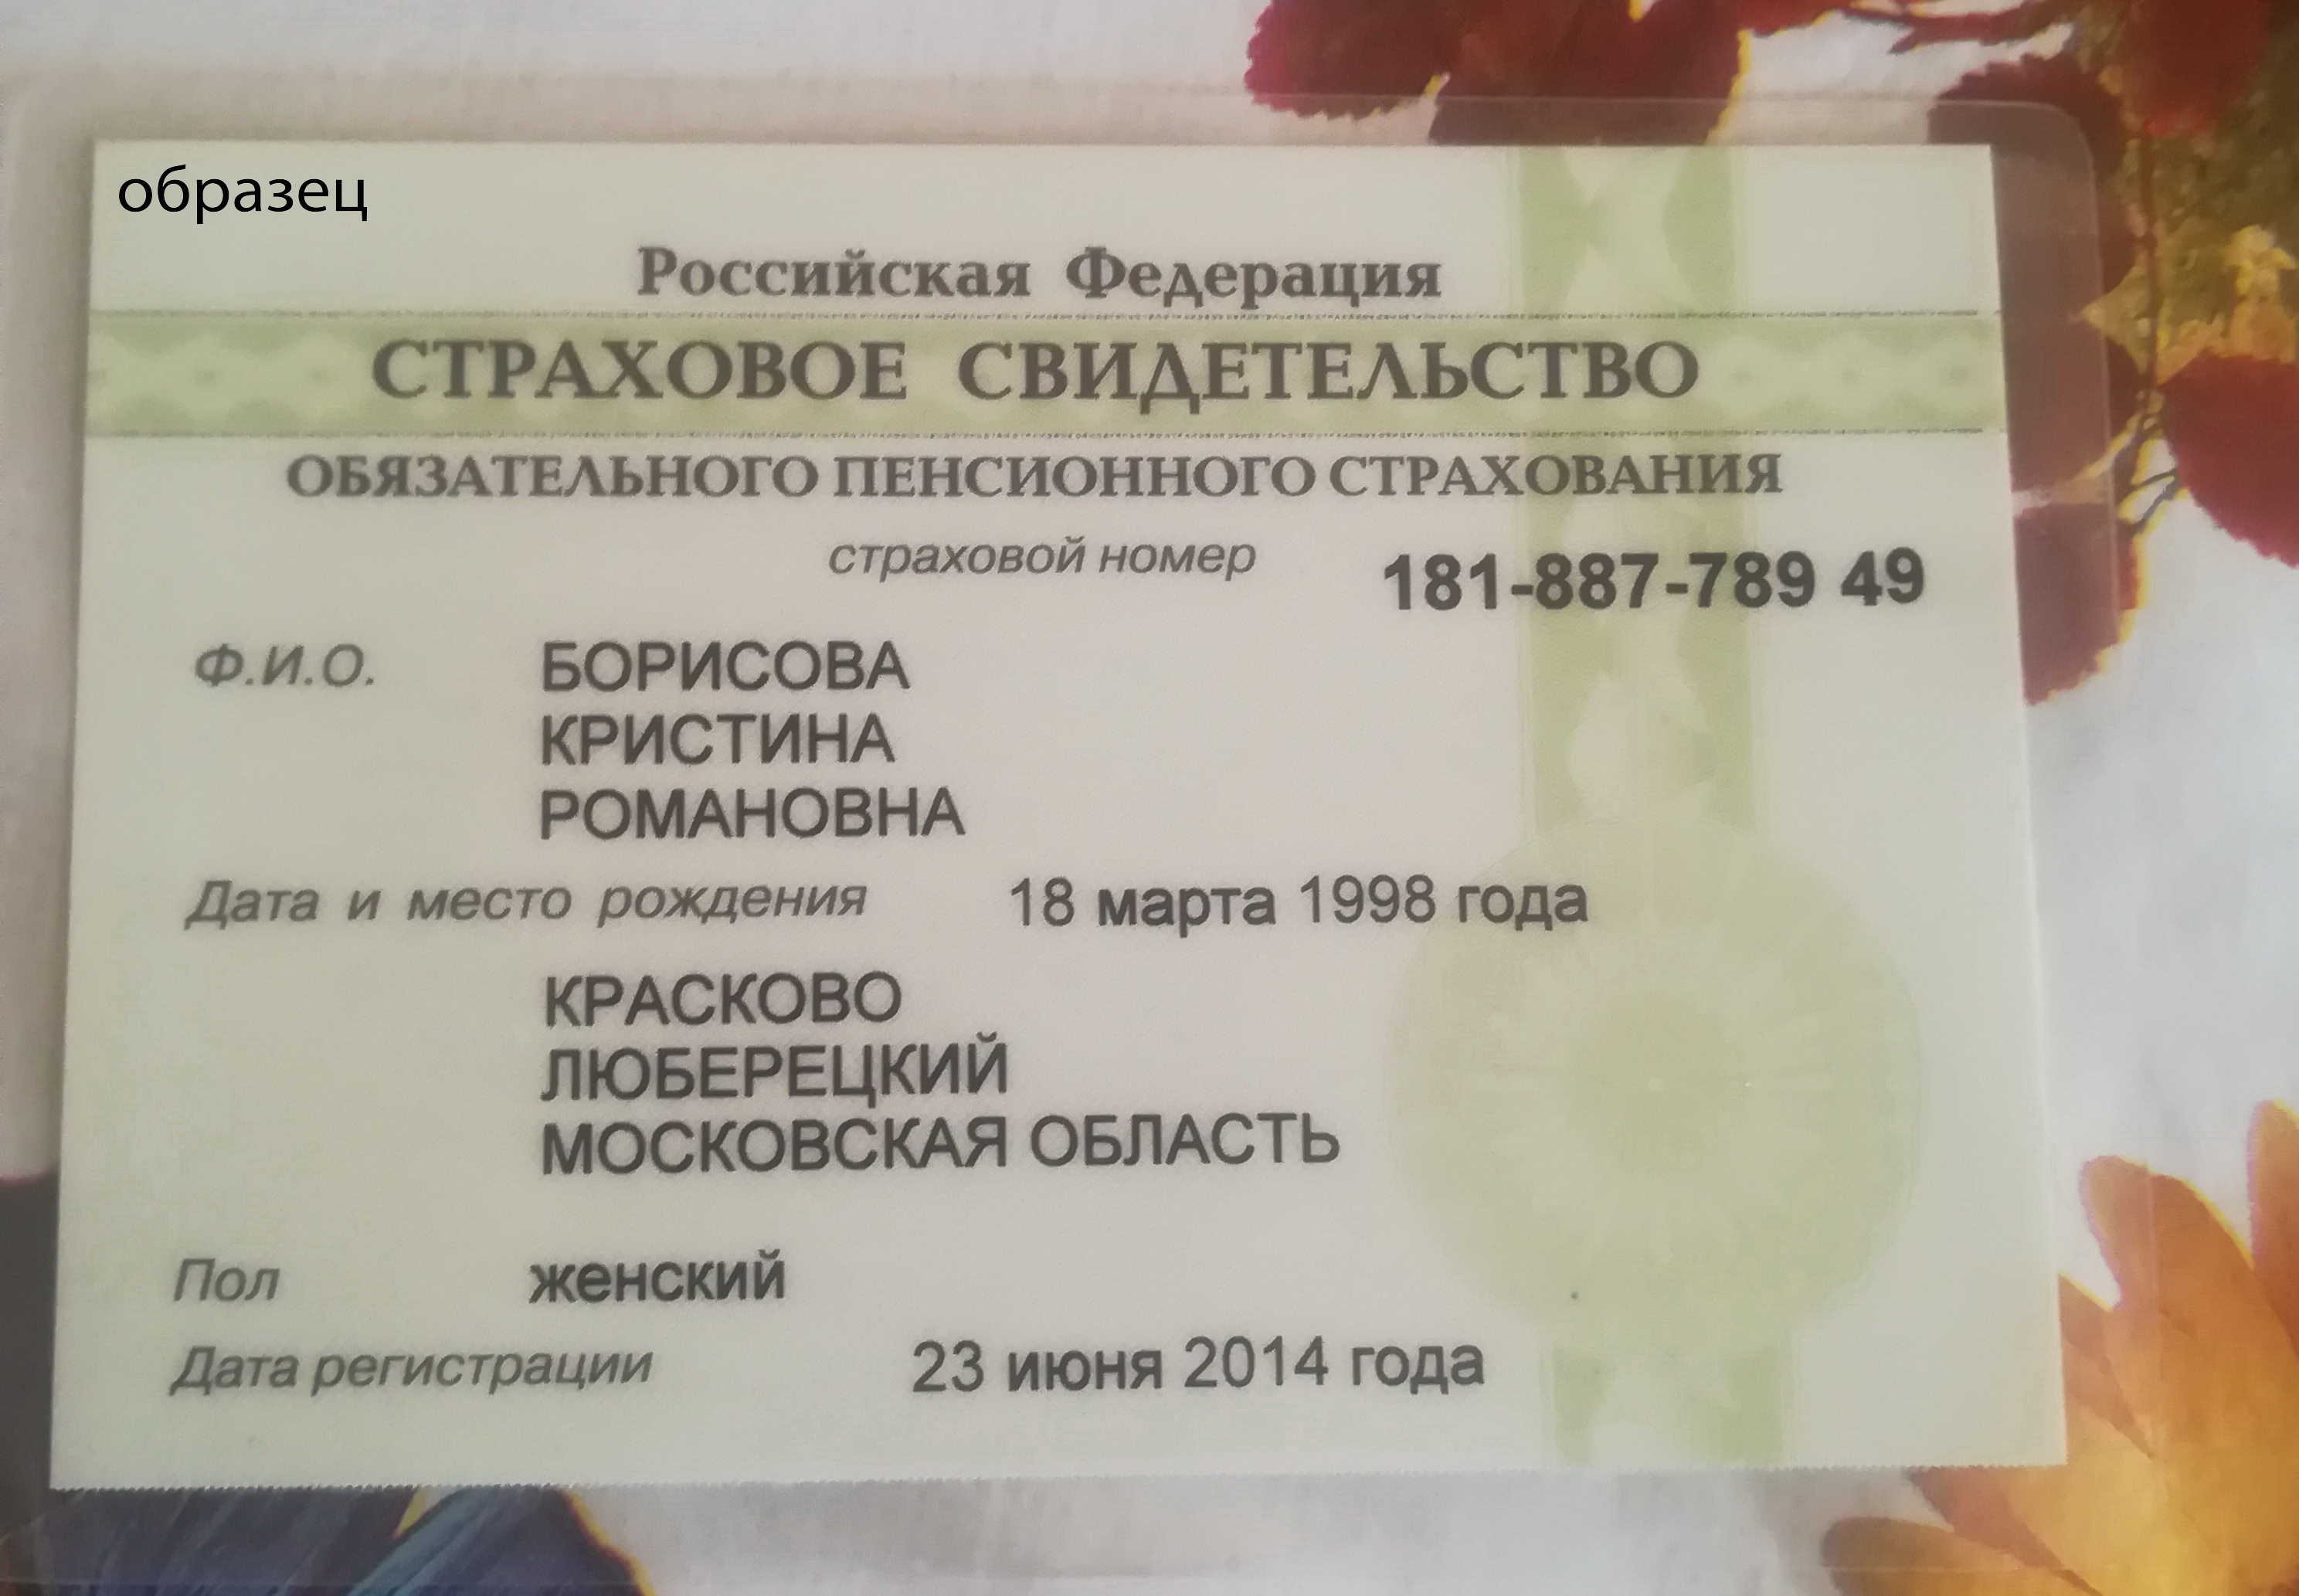 образец
Российская Федерация
СТРАХОВОЕ СВИДЕТЕЛЬСТВО
ОБЯЗАТЕЛЬНОГО ПЕНСИОННОГО СТРАХОВАНИЯ
страховой номер 181-887-789 49
Ф.И.О. БОРИСОВА
КРИСТИНА
РОМАНОВНА
Дата и место рождения 18 марта 1998 года
КРАСКОВО
ЛЮБЕРЕЦКИЙ
МОСКОВСКАЯ ОБЛАСТЬ
Пол женский
Дата регистрации 23 июня 2014 года